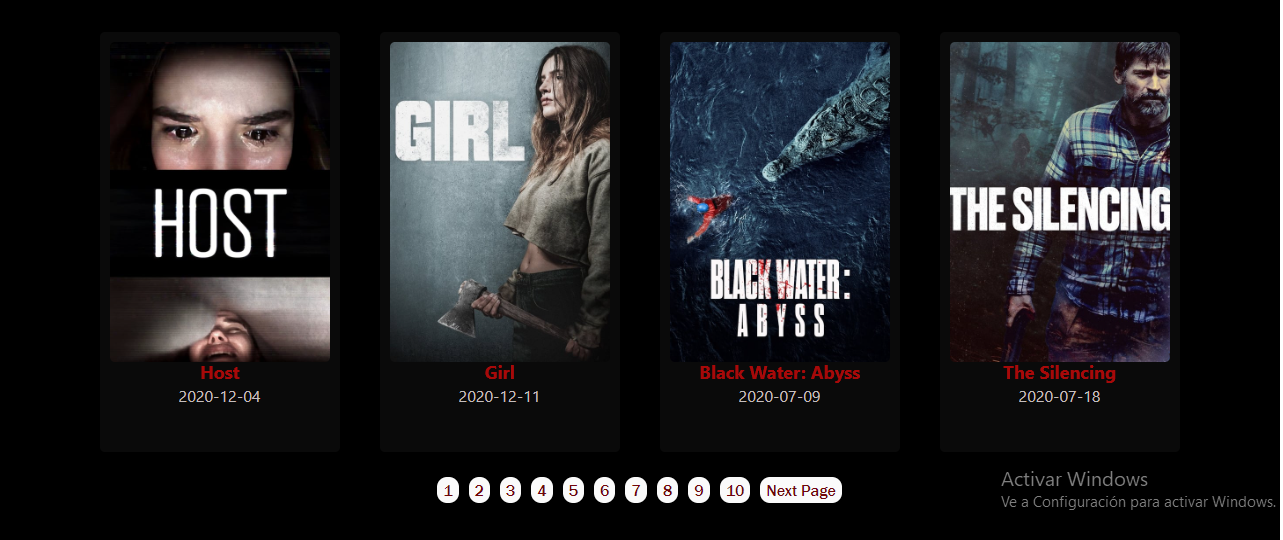 HOST
GIRL
BLACK WATER:
ABYSS
THE SILENCING
Host
Girl
Black Water: Abyss
The Silencing
2020-12-04
2020-12-11
2020-07-09
2020-07-18
1 2 3 4 5 6 7 8 9 10 Next Page
Activar Windows
Ve a Configuración para activar Windows.